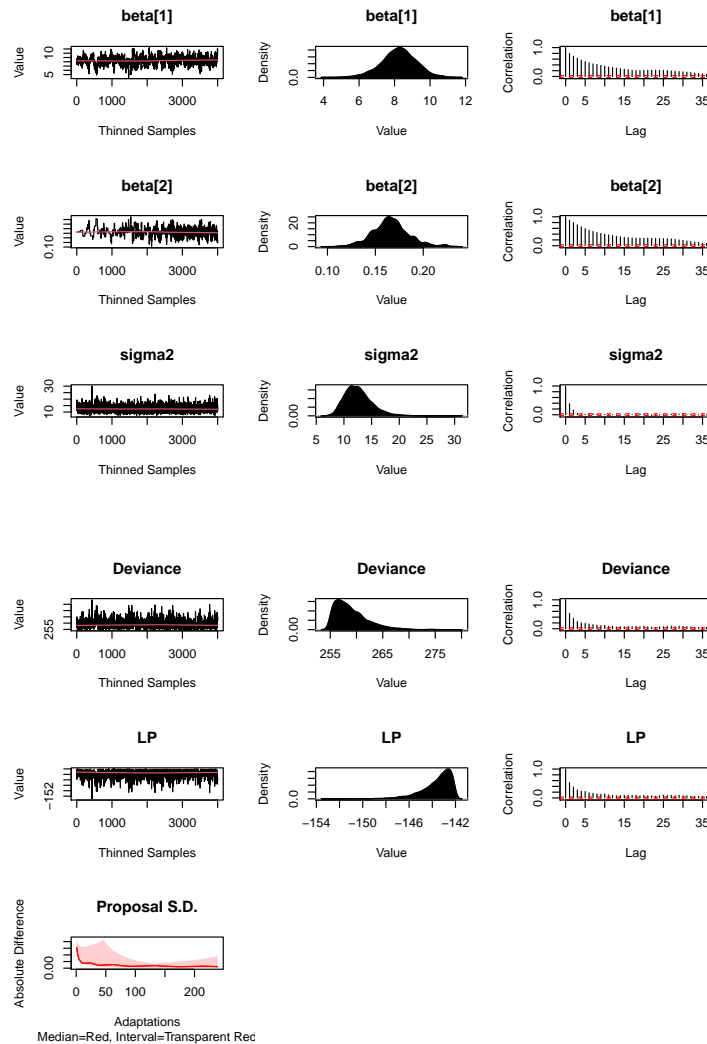 beta[1] beta[1] beta[1]
Value 5 10 Density 0.0 Correlation 0.0 1.0
0 1000 3000 4 6 8 10 12 0 5 15 25 35
Thinned Samples Value Lag
beta[2] beta[2] beta[2]
Value 0.10 Density 0 20 Correlation 0.0 1.0
0 1000 3000 0.10 0.15 0.20 0 5 15 25 35
Thinned Samples Value Lag
sigma2 sigma2 sigma2
Value 10 30 Density 0.00 Correlation 0.0 1.0
0 1000 3000 5 10 15 20 25 30 0 5 15 25 35
Thinned Samples Value Lag
Deviance Deviance Deviance
Value 255 Density 0.00 Correlation 0.0 1.0
0 1000 3000 255 265 275 0 5 15 25 35
Thinned Samples Value Lag
LP LP LP
Value −152 Density 0.0 Correlation 0.0 1.0
0 1000 3000 −154 −150 −146 −142 0 5 15 25 35
Thinned Samples Value Lag
Proposal S.D.
Absolute Difference 0.00
0 50 100 200
Adaptations
Median=Red, Interval=Transparent Red